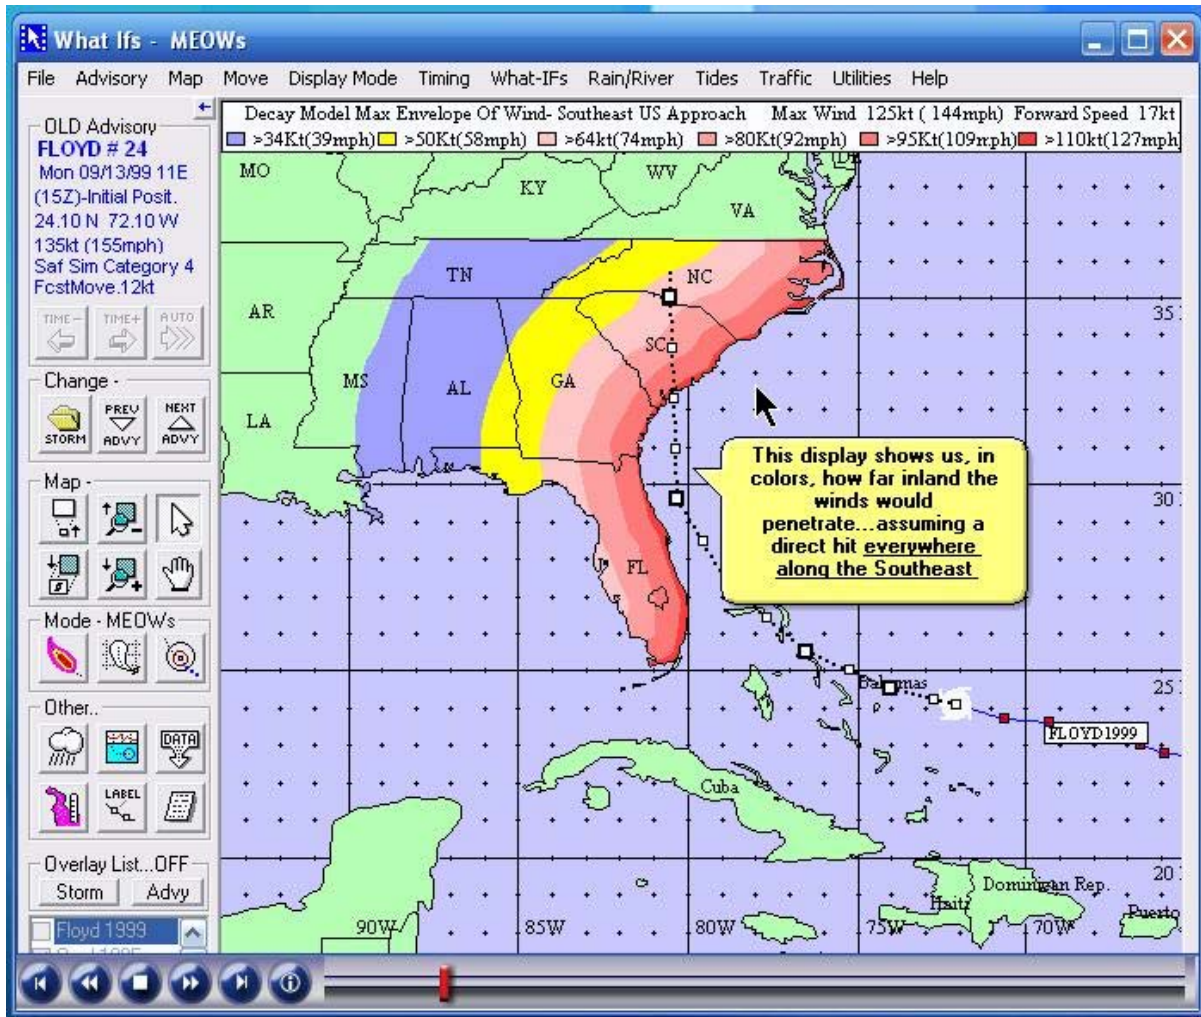 What Ifs - MEOWs
File Advisory Map Move Display Mode Timing What-IFs Rain/River Tides Traffic Utilities Help
OLD Advisory
FLOYD # 24
Mon 09/13/99 11E
(15Z)-Initial Posit.
24.10 N 72.10 W
135kt (155mph)
Saf Sim Category 4
FcstMove.12kt
TIME- TIME+ AUTO
Change -
STORM PREV ADVY NEXT ADVY
Map -
Mode - MEOWs
Other..
DATA
LABEL
Overlay List...OFF
Storm Advy
Floyd 1999
Decay Model Max Envelope Of Wind- Southeast US Approach Max Wind 125kt ( 144mph) Forward Speed 17kt
>34Kt(39mph) >50Kt(58mph) >64kt(74mph) >80Kt(92mph) >95Kt(109mph) >110kt(127mph)
MO
KY
WV
VA
TN
NC
AR
35
SC
MS
AL
GA
LA
This display shows us, in
colors, how far inland the
winds would
penetrate...assuming a
direct hit everywhere
along the Southeast
30
FL
25
Bahamas
FLOYD1999
Cuba
20
Dominican Rep.
Haiti
Puerto
90W 85W 80W 75W 70W